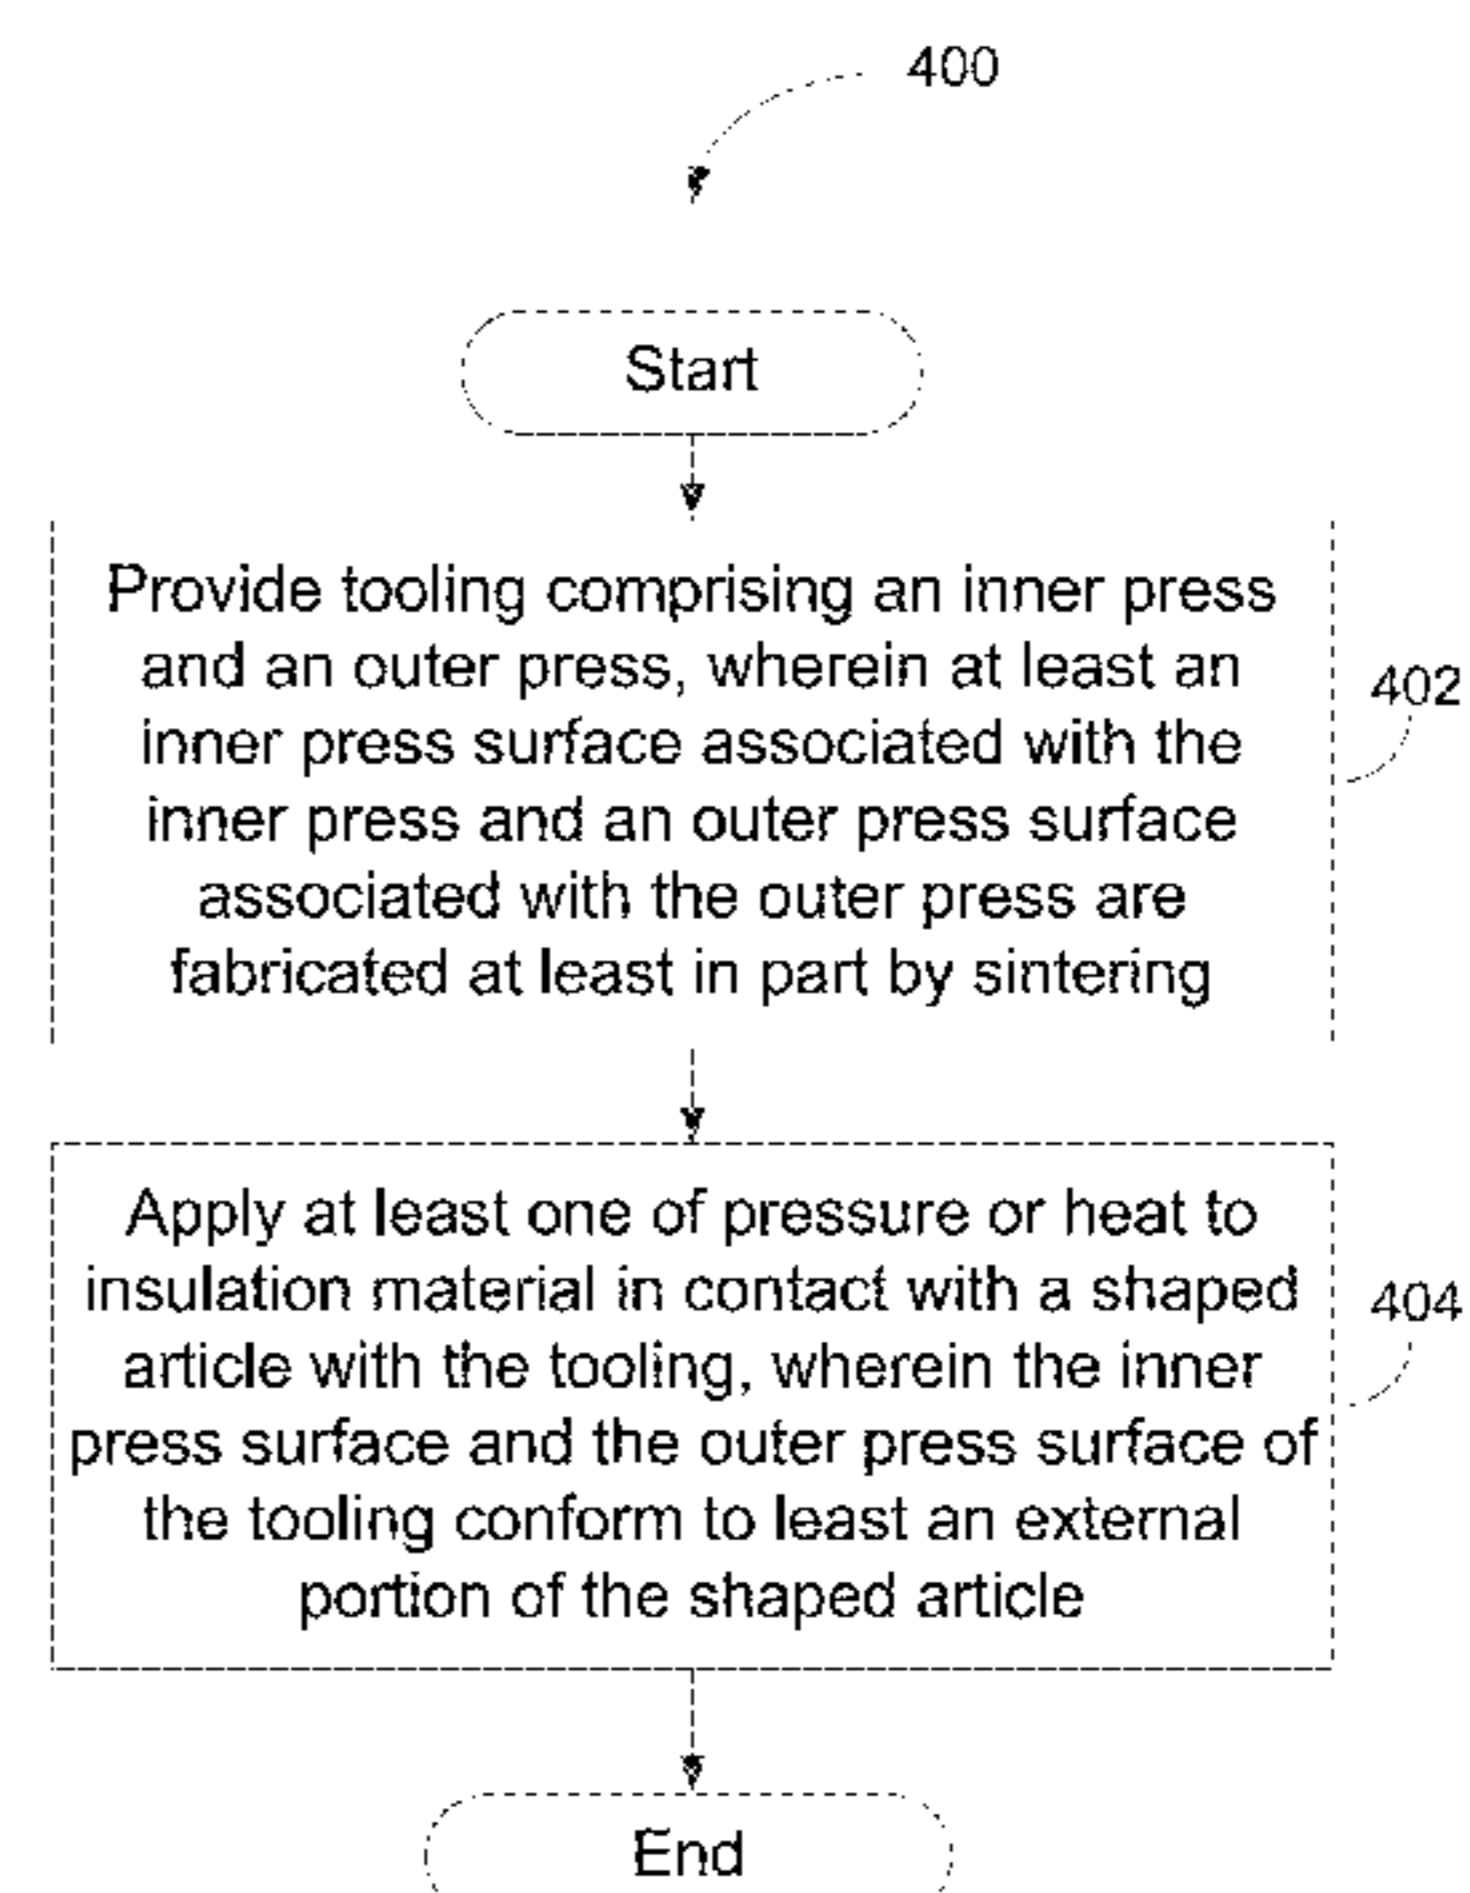 400
Start
Provide tooling comprising an inner press
and an outer press, wherein at least an
inner press surface associated with the
inner press and an outer press surface
associated with the outer press are
fabricated at least in part by sintering
402
Apply at least one of pressure or heat to
insulation material in contact with a shaped
article with the tooling, wherein the inner
press surface and the outer press surface of
the tooling conform to least an external
portion of the shaped article
404
End